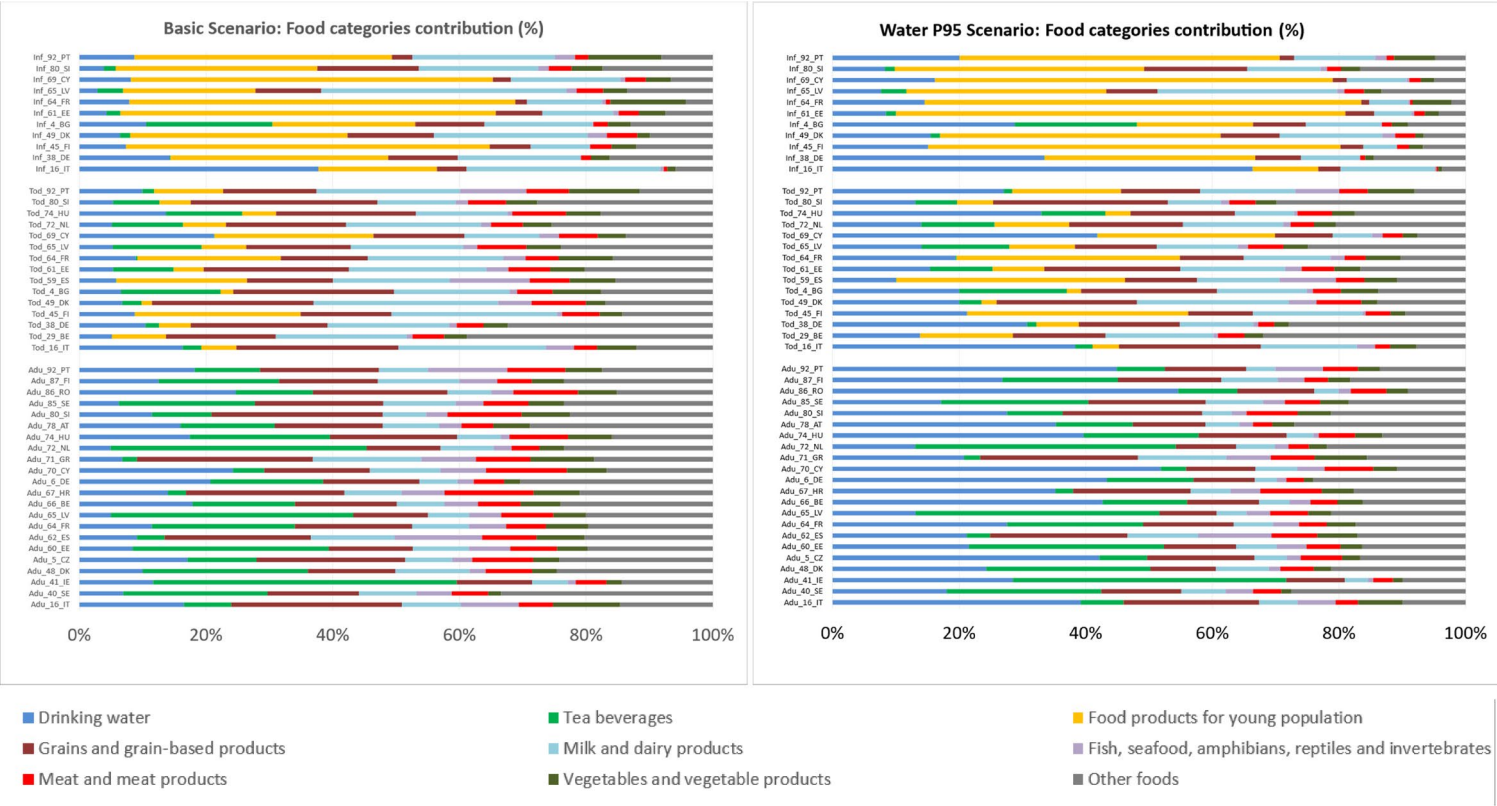 Basic Scenario: Food categories contribution (%)
Inf_92_PT
Inf_80_SI
Inf_69_CY
Inf_65_LV
Inf_64_FR
Inf_61_EE
Inf_4_BG
Inf_49_DK
Inf_45_FI
Inf_38_DE
Inf_16_IT
Tod_92_PT
Tod_80_SI
Tod_74_HU
Tod_72_NL
Tod_69_CY
Tod_65_LV
Tod_64_FR
Tod_61_EE
Tod_59_ES
Tod_4_BG
Tod_49_DK
Tod_45_FI
Tod_38_DE
Tod_29_BE
Tod_16_IT
Adu_92_PT
Adu_87_FI
Adu_86_RO
Adu_85_SE
Adu_80_SI
Adu_78_AT
Adu_74_HU
Adu_72_NL
Adu_71_GR
Adu_70_CY
Adu_6_DE
Adu_67_HR
Adu_66_BE
Adu_65_LV
Adu_64_FR
Adu_62_ES
Adu_60_EE
Adu_5_CZ
Adu_48_DK
Adu_41_IE
Adu_40_SE
Adu_16_IT
0% 20% 40% 60% 80% 100%
Water P95 Scenario: Food categories contribution (%)
Inf_92_PT
Inf_80_SI
Inf_69_CY
Inf_65_LV
Inf_64_FR
Inf_61_EE
Inf_4_BG
Inf_49_DK
Inf_45_FI
Inf_38_DE
Inf_16_IT
Tod_92_PT
Tod_80_SI
Tod_74_HU
Tod_72_NL
Tod_69_CY
Tod_65_LV
Tod_64_FR
Tod_61_EE
Tod_59_ES
Tod_4_BG
Tod_49_DK
Tod_45_FI
Tod_38_DE
Tod_29_BE
Tod_16_IT
Adu_92_PT
Adu_87_FI
Adu_86_RO
Adu_85_SE
Adu_80_SI
Adu_78_AT
Adu_74_HU
Adu_72_NL
Adu_71_GR
Adu_70_CY
Adu_6_DE
Adu_67_HR
Adu_66_BE
Adu_65_LV
Adu_64_FR
Adu_62_ES
Adu_60_EE
Adu_5_CZ
Adu_48_DK
Adu_41_IE
Adu_40_SE
Adu_16_IT
0% 20% 40% 60% 80% 100%
Drinking water
Tea beverages
Food products for young population
Grains and grain-based products
Milk and dairy products
Fish, seafood, amphibians, reptiles and invertebrates
Meat and meat products
Vegetables and vegetable products
Other foods